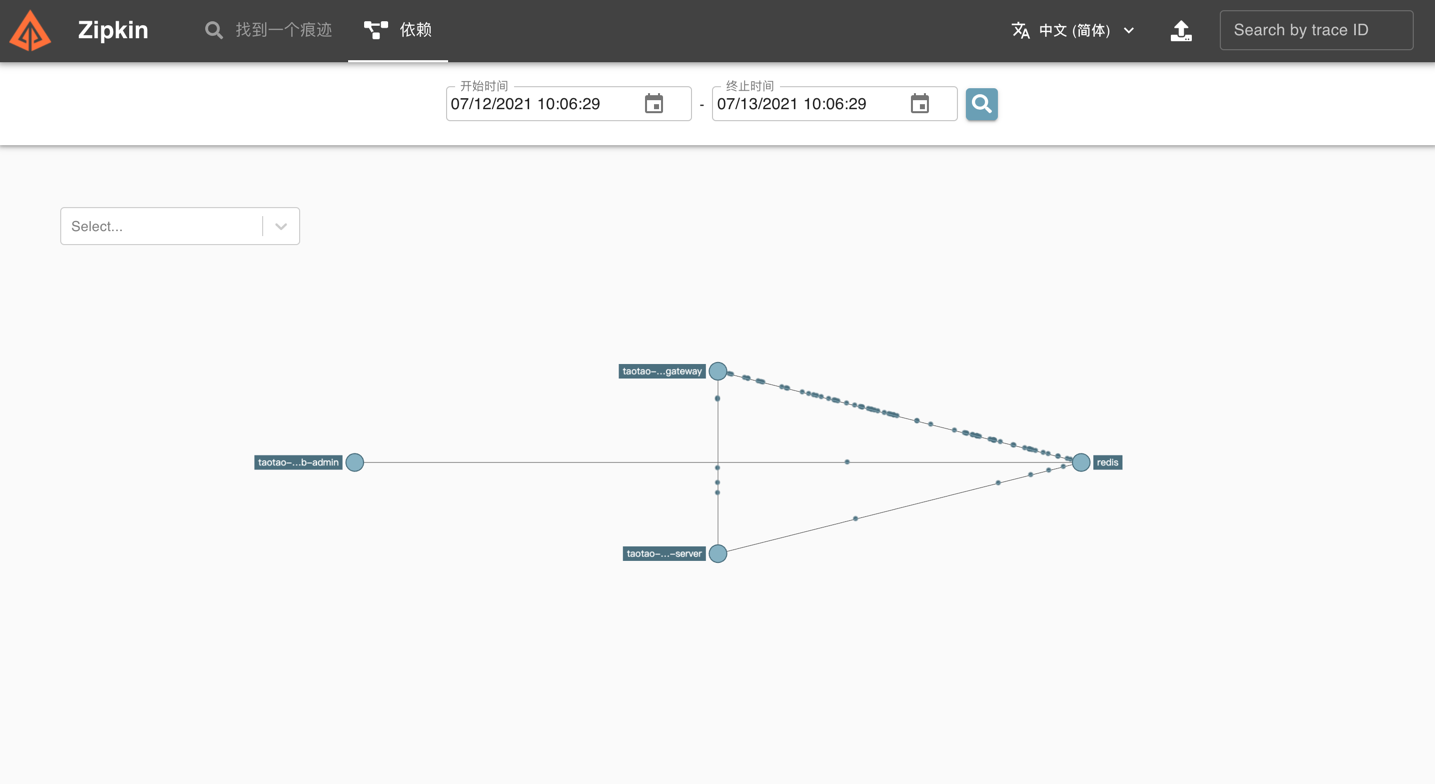 Zipkin
找到一个痕迹
依赖
中文 (简体)
Search by trace ID
开始时间
07/12/2021 10:06:29
-
终止时间
07/13/2021 10:06:29
Select...
taotao-...gateway
taotao-...b-admin
redis
taotao-...-server